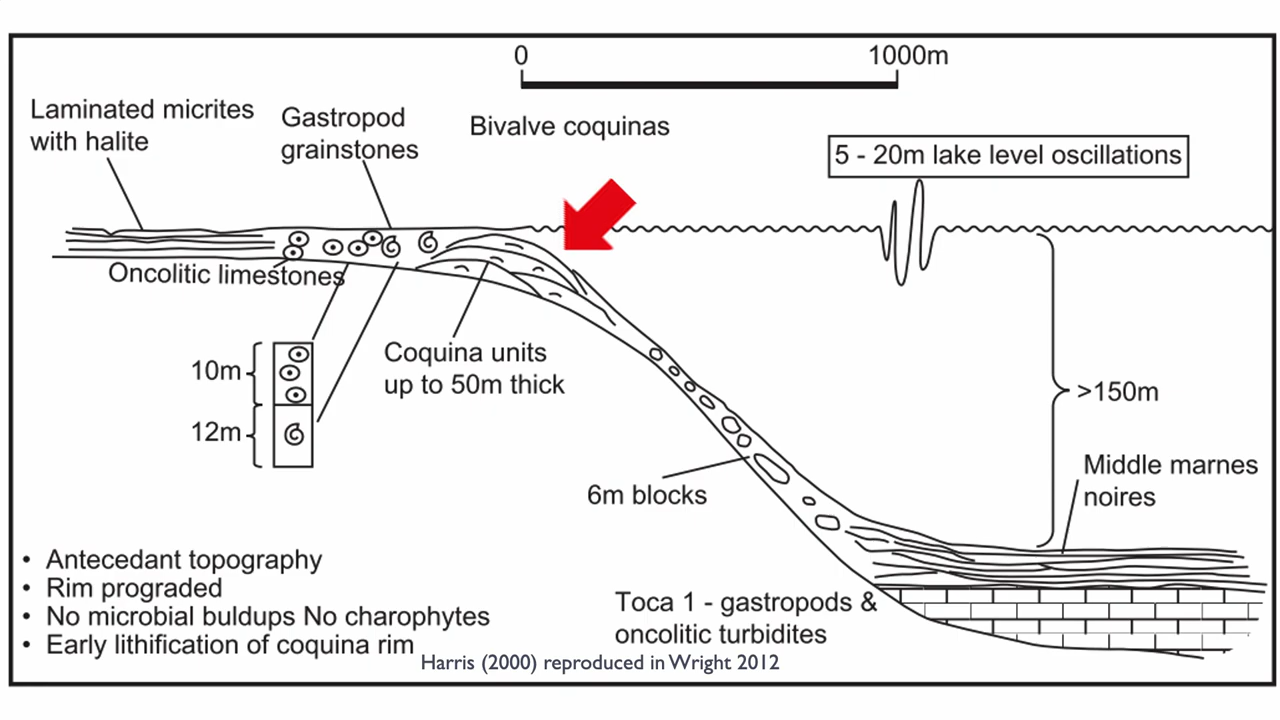 0 1000m
Laminated micrites
with halite
Gastropod
grainstones
Bivalve coquinas
5 - 20m lake level oscillations
Oncolitic limestones
10m
12m
Coquina units
up to 50m thick
>150m
6m blocks
Middle marnes
noires
• Antecedant topography
• Rim prograded
• No microbial buldups No charophytes
• Early lithification of coquina rim
Toca 1 - gastropods &
oncolitic turbidites
Harris (2000) reproduced in Wright 2012